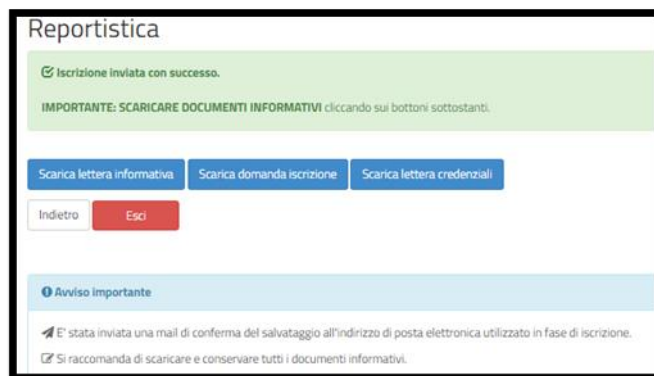 Reportistica
Iscrizione inviata con successo.
IMPORTANTE: SCARICARE DOCUMENTI INFORMATIVI cliccando sui bottoni sottostanti.
Scarica lettera informativa Scarica domanda iscrizione Scarica lettera credenziali
Indietro Esci
Avviso importante
E' stata inviata una mail di conferma del salvataggio all'indirizzo di posta elettronica utilizzato in fase di iscrizione.
Si raccomanda di scaricare e conservare tutti i documenti informativi.